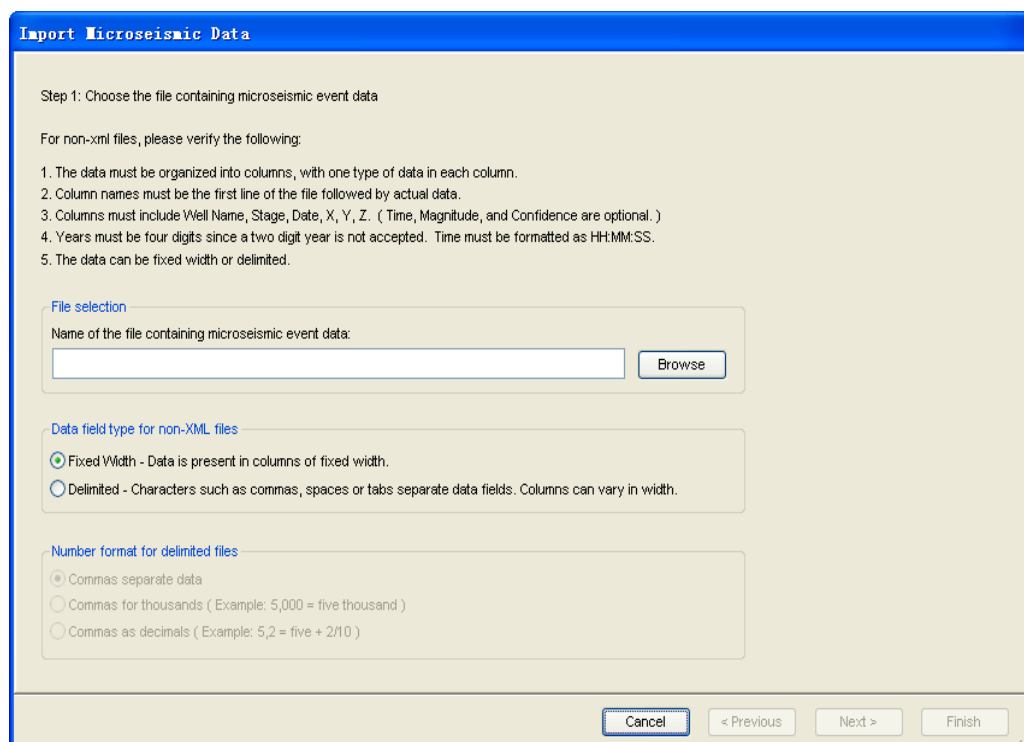 Import Microseismic Data
Step 1: Choose the file containing microseismic event data
For non-xml files, please verify the following:
1. The data must be organized into columns, with one type of data in each column.
2. Column names must be the first line of the file followed by actual data.
3. Columns must include Well Name, Stage, Date, X, Y, Z.  ( Time, Magnitude, and Confidence are optional. )
4. Years must be four digits since a two digit year is not accepted.  Time must be formatted as HH:MM:SS.
5. The data can be fixed width or delimited.
File selection
Name of the file containing microseismic event data:
Browse
Data field type for non-XML files
Fixed Width - Data is present in columns of fixed width.
Delimited - Characters such as commas, spaces or tabs separate data fields. Columns can vary in width.
Number format for delimited files
Commas separate data
Commas for thousands ( Example: 5,000 = five thousand )
Commas as decimals ( Example: 5,2 = five + 2/10 )
Cancel < Previous Next > Finish